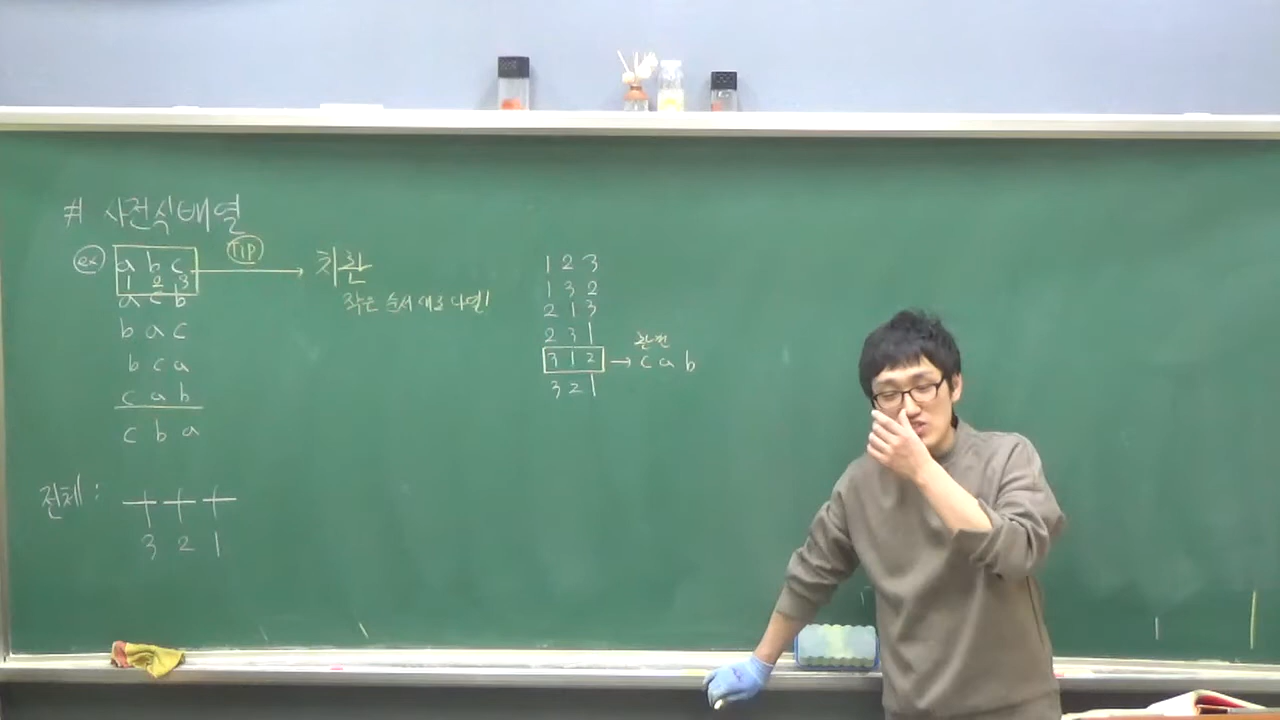 # 사전식배열
ex a b c TIP 치환
1 2 3
작은 순서대로 나열!
a c b
b a c
b c a
c a b
c b a
전체 :
3 2 1
1 2 3
1 3 2
2 1 3
2 3 1
3 1 2 → c a b
3 2 1